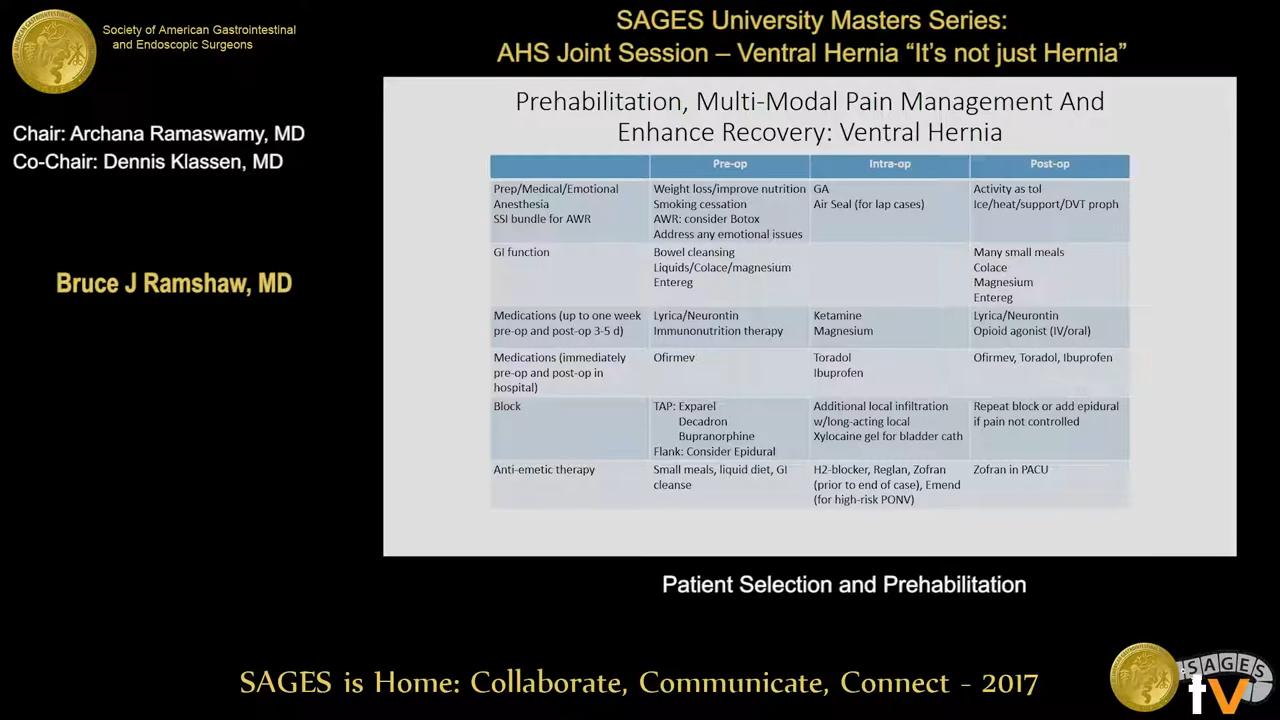 Society of American Gastrointestinal
and Endoscopic Surgeons
SAGES University Masters Series:
AHS Joint Session – Ventral Hernia “It’s not just Hernia”
Chair: Archana Ramaswamy, MD
Co-Chair: Dennis Klassen, MD
Bruce J Ramshaw, MD
Prehabilitation, Multi-Modal Pain Management And
Enhance Recovery: Ventral Hernia
Pre-op
Intra-op
Post-op
Prep/Medical/Emotional
Anesthesia
SSI bundle for AWR
Weight loss/improve nutrition
Smoking cessation
AWR: consider Botox
Address any emotional issues
GA
Air Seal (for lap cases)
Activity as tol
Ice/heat/support/DVT proph
GI function
Bowel cleansing
Liquids/Colace/magnesium
Entereg
Many small meals
Colace
Magnesium
Entereg
Medications (up to one week
pre-op and post-op 3-5 d)
Lyrica/Neurontin
Immunonutrition therapy
Ketamine
Magnesium
Lyrica/Neurontin
Opioid agonist (IV/oral)
Medications (immediately
pre-op and post-op in
hospital)
Ofirmev
Toradol
Ibuprofen
Ofirmev, Toradol, Ibuprofen
Block
TAP: Exparel
Decadron
Bupranorphine
Flank: Consider Epidural
Additional local infiltration
w/long-acting local
Xylocaine gel for bladder cath
Repeat block or add epidural
if pain not controlled
Anti-emetic therapy
Small meals, liquid diet, GI
cleanse
H2-blocker, Reglan, Zofran
(prior to end of case), Emend
(for high-risk PONV)
Zofran in PACU
Patient Selection and Prehabilitation
SAGES is Home: Collaborate, Communicate, Connect - 2017
SAGES
tv